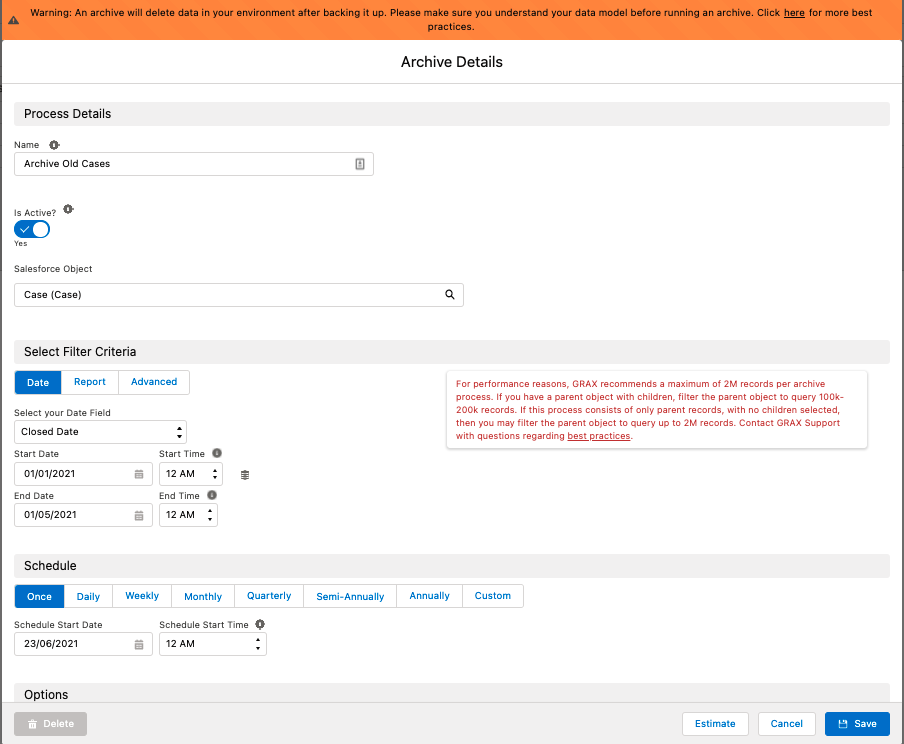 Warning: An archive will delete data in your environment after backing it up. Please make sure you understand your data model before running an archive. Click here for more best
practices.
Archive Details
Process Details
Name
Archive Old Cases
Is Active?
Yes
Salesforce Object
Case (Case)
Select Filter Criteria
Date Report Advanced
For performance reasons, GRAX recommends a maximum of 2M records per archive
process. If you have a parent object with children, filter the parent object to query 100k-
200k records. If this process consists of only parent records, with no children selected,
then you may filter the parent object to query up to 2M records. Contact GRAX Support
with questions regarding best practices.
Select your Date Field
Closed Date
Start Date Start Time
01/01/2021 12 AM
End Date End Time
01/05/2021 12 AM
Schedule
Once Daily Weekly Monthly Quarterly Semi-Annually Annually Custom
Schedule Start Date Schedule Start Time
23/06/2021 12 AM
Options
Delete Estimate Cancel Save